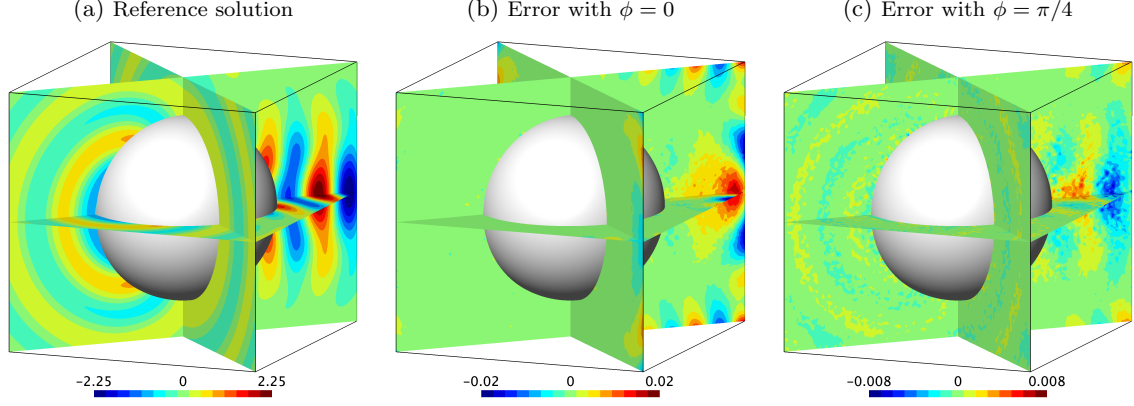 (a) Reference solution
(b) Error with ϕ = 0
(c) Error with ϕ = π/4
−2.25 0 2.25
−0.02 0 0.02
−0.008 0 0.008